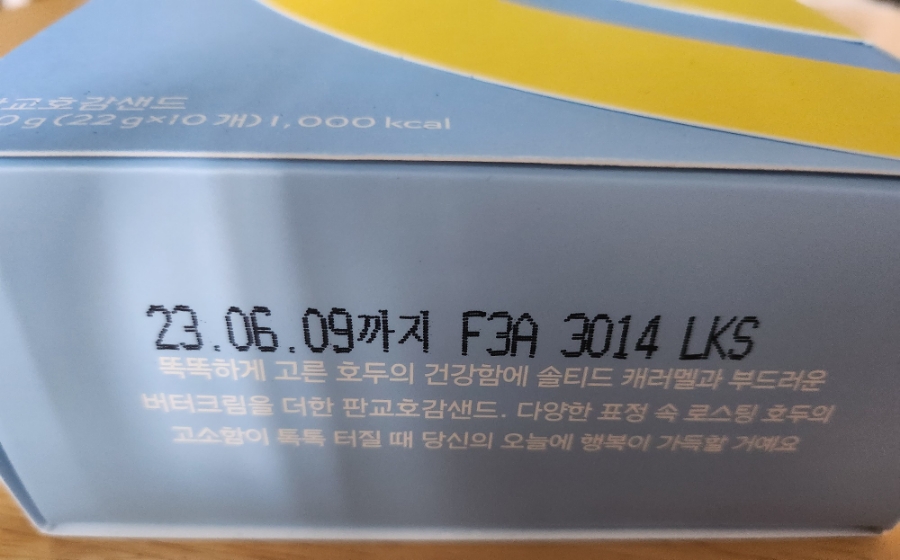 판교호감샌드
0g(22g×10개)1,000 kcal
23.06.09까지 F3A 3014 LKS
똑똑하게 고른 호두의 건강함에 솔티드 캐러멜과 부드러운
버터크림을 더한 판교호감샌드. 다양한 표정 속 로스팅 호두의
고소함이 톡톡 터질 때 당신의 오늘에 행복이 가득할 거예요